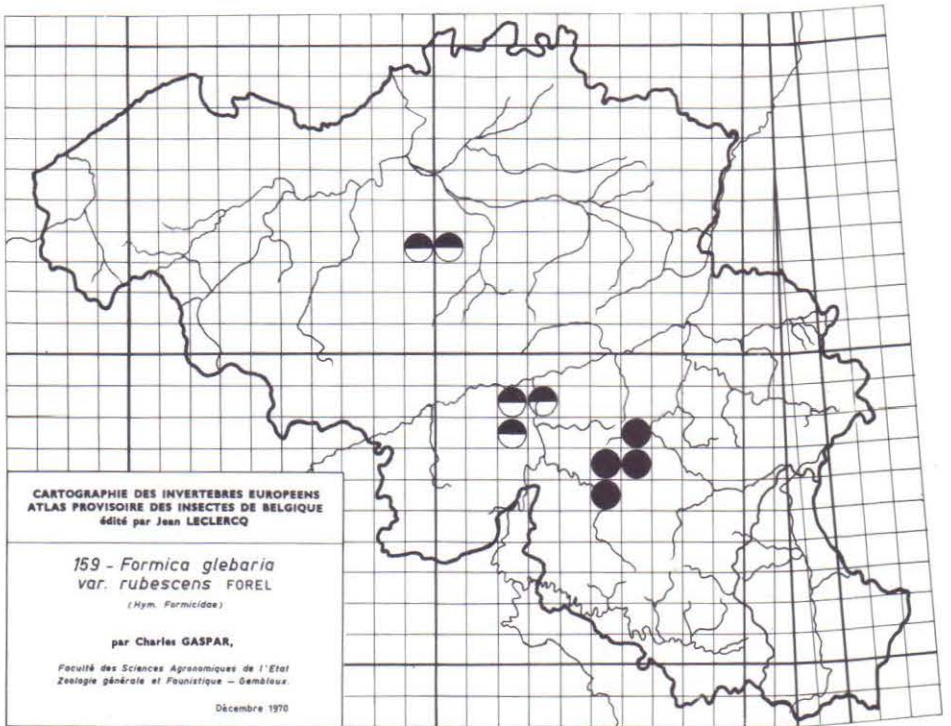 CARTOGRAPHIE DES INVERTEBRES EUROPEENS
ATLAS PROVISOIRE DES INSECTES DE BELGIQUE
édité par Jean LECLERCQ
159 - Formica glebaria
var. rubescens FOREL
(Hym. Formicidae)
par Charles GASPAR,
Faculté des Sciences Agronomiques de l'Etat
Zoologie générale et Faunistique - Gembloux.
Décembre 1970